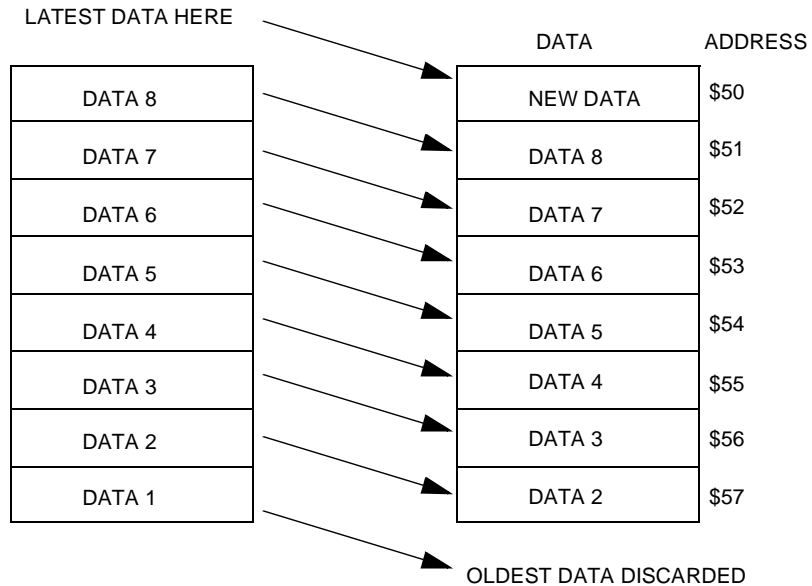 LATEST DATA HERE
DATA ADDRESS
DATA 8 NEW DATA $50
DATA 7 DATA 8 $51
DATA 6 DATA 7 $52
DATA 5 DATA 6 $53
DATA 4 DATA 5 $54
DATA 3 DATA 4 $55
DATA 2 DATA 3 $56
DATA 1 DATA 2 $57
OLDEST DATA DISCARDED